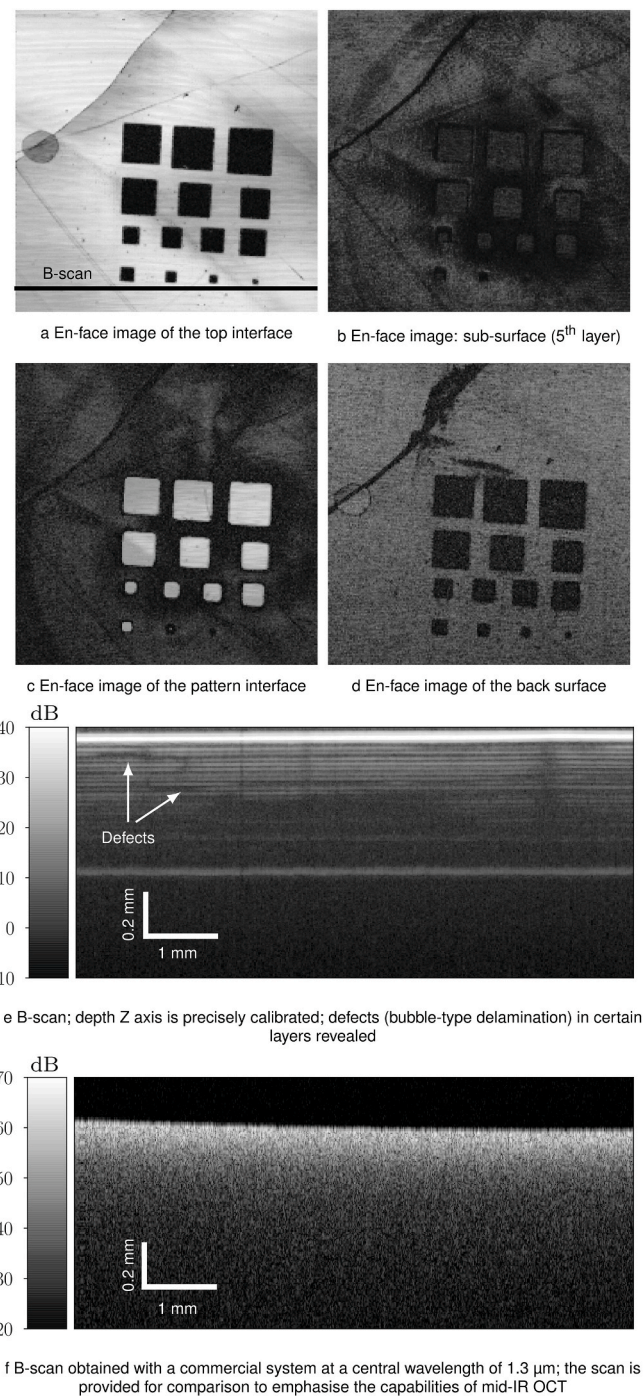 B-scan
a En-face image of the top interface
b En-face image: sub-surface (5th layer)
c En-face image of the pattern interface
d En-face image of the back surface
dB
40
30
20
10
0
10
Defects
0.2 mm
1 mm
e B-scan; depth Z axis is precisely calibrated; defects (bubble-type delamination) in certain
layers revealed
dB
70
60
50
40
30
20
0.2 mm
1 mm
f B-scan obtained with a commercial system at a central wavelength of 1.3 µm; the scan is
provided for comparison to emphasise the capabilities of mid-IR OCT